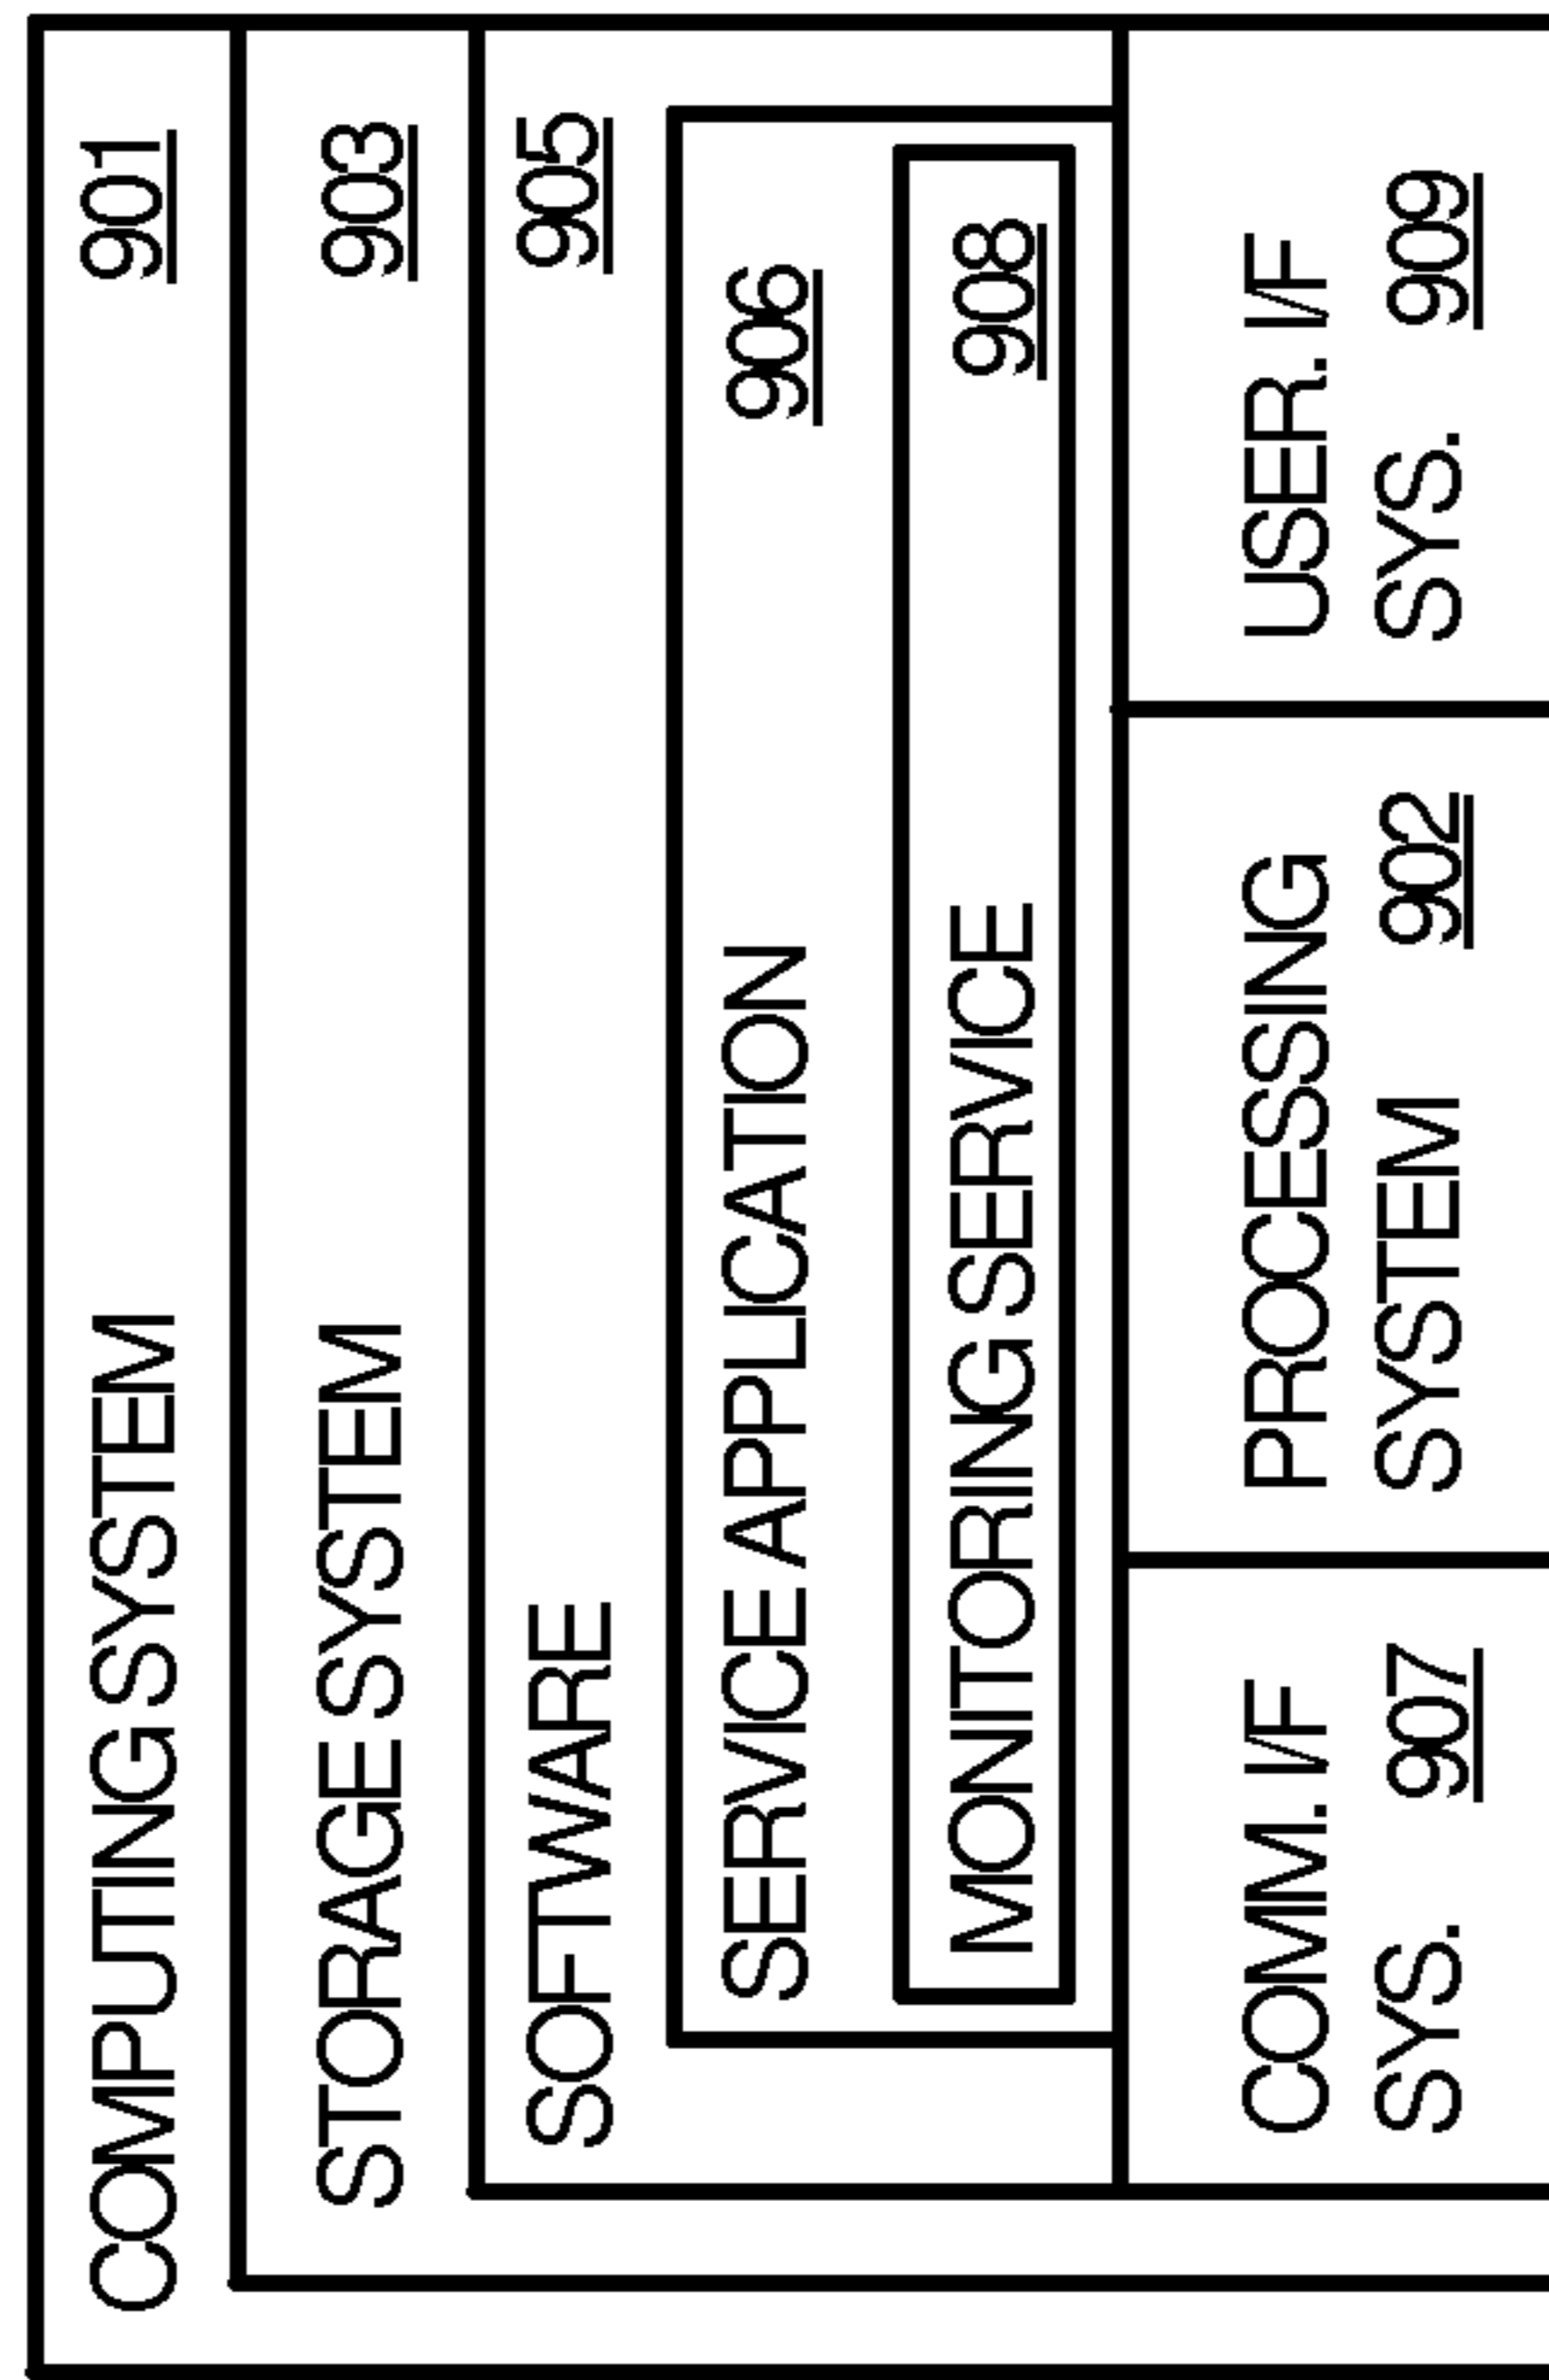 COMPUTING SYSTEM 901
STORAGE SYSTEM 903
SOFTWARE 905
SERVICE APPLICATION 906
MONITORING SERVICE 908
COMM. I/F
SYS. 907
PROCESSING
SYSTEM 902
USER. I/F
SYS. 909